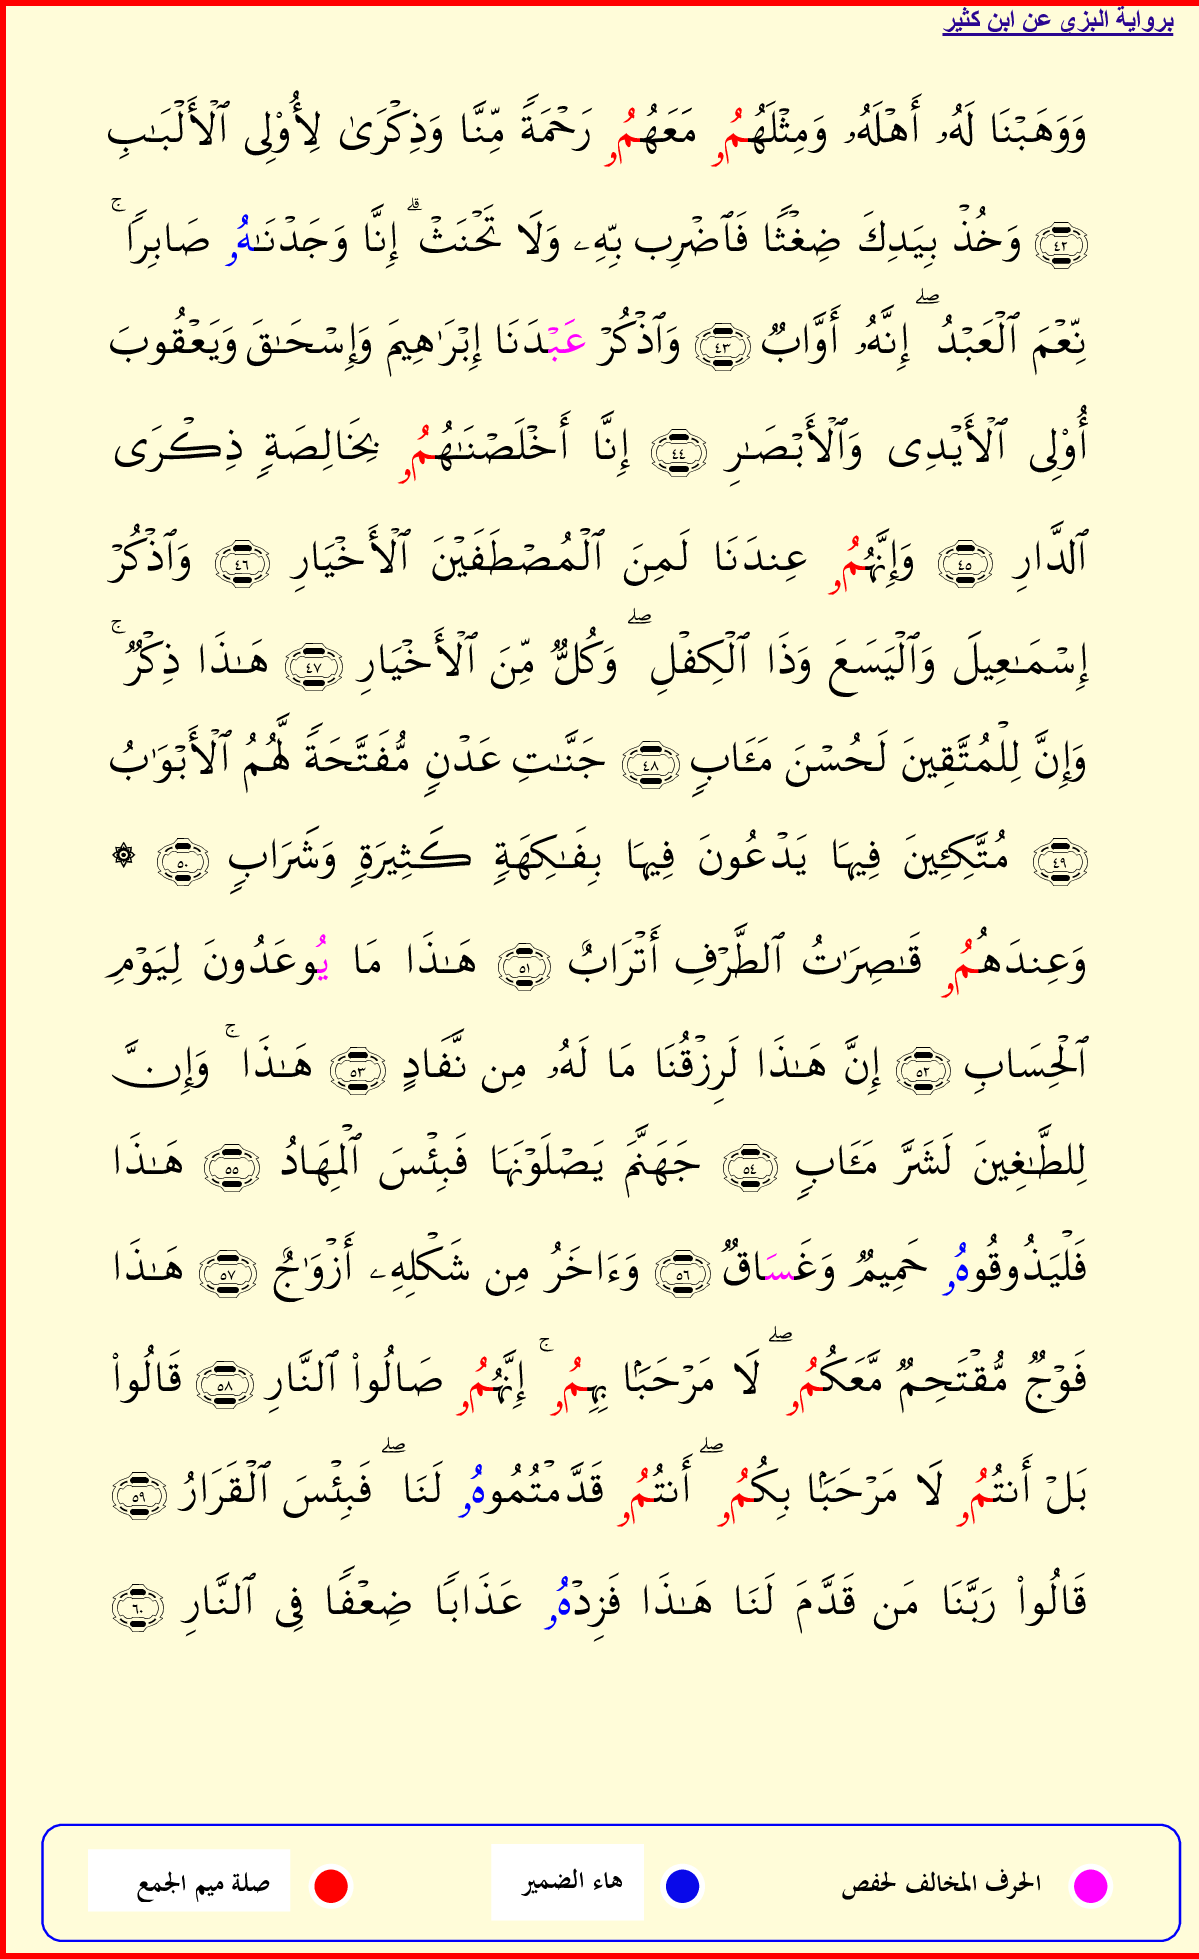 برواية البزى عن ابن كثير
وَوَهَبۡنَا لَهُۥ أَهۡلَهُۥ وَمِثۡلَهُمُۥ مَعَهُمُۥ رَحۡمَةً مِّنَّا وَذِكۡرَىٰ لِأُوْلِى ٱلۡأَلۡبَـٰبِ
٤٢ وَخُذۡ بِيَدِكَ ضِغۡثًا فَٱضۡرِب بِّهِۦ وَلَا تَحۡنَثۡ ۗ إِنَّا وَجَدۡنَـٰهُۥ صَابِرًا ۚ
نِّعۡمَ ٱلۡعَبۡدُ ۖ إِنَّهُۥ أَوَّابٌ ٤٣ وَٱذۡكُرۡ عَبۡدَنَا إِبۡرَٰهِيمَ وَإِسۡحَـٰقَ وَيَعۡقُوبَ
أُوْلِى ٱلۡأَيۡدِى وَٱلۡأَبۡصَـٰرِ ٤٤ إِنَّا أَخۡلَصۡنَـٰهُمُۥ بِخَالِصَةٍ ذِكۡرَى
ٱلدَّارِ ٤٥ وَإِنَّهُمُۥ عِندَنَا لَمِنَ ٱلۡمُصۡطَفَيۡنَ ٱلۡأَخۡيَارِ ٤٦ وَٱذۡكُرۡ
إِسۡمَـٰعِيلَ وَٱلۡيَسَعَ وَذَا ٱلۡكِفۡلِ ۖ وَكُلٌّ مِّنَ ٱلۡأَخۡيَارِ ٤٧ هَـٰذَا ذِكۡرٌ ۚ
وَإِنَّ لِلۡمُتَّقِينَ لَحُسۡنَ مَـَٔابٍ ٤٨ جَنَّـٰتِ عَدۡنٍ مُّفَتَّحَةً لَّهُمُ ٱلۡأَبۡوَٰبُ
٤٩ مُتَّكِـِٔينَ فِيهَا يَدۡعُونَ فِيهَا بِفَـٰكِهَةٍ كَثِيرَةٍ وَشَرَابٍ ٥٠ ۞
وَعِندَهُمُۥ قَـٰصِرَٰتُ ٱلطَّرۡفِ أَتۡرَابٌ ٥١ هَـٰذَا مَا يُوعَدُونَ لِيَوۡمِ
ٱلۡحِسَابِ ٥٢ إِنَّ هَـٰذَا لَرِزۡقُنَا مَا لَهُۥ مِن نَّفَادٍ ٥٣ هَـٰذَا ۚ وَإِنَّ
لِلطَّـٰغِينَ لَشَرَّ مَـَٔابٍ ٥٤ جَهَنَّمَ يَصۡلَوۡنَهَا فَبِئۡسَ ٱلۡمِهَادُ ٥٥ هَـٰذَا
فَلۡيَذُوقُوهُۥ حَمِيمٌ وَغَسَاقٌ ٥٦ وَءَاخَرُ مِن شَكۡلِهِۦ أَزۡوَٰجٌ ٥٧ هَـٰذَا
فَوۡجٌ مُّقۡتَحِمٌ مَّعَكُمُۥ ۖ لَا مَرۡحَبًۢا بِهِمُۥ ۚ إِنَّهُمُۥ صَالُواْ ٱلنَّارِ ٥٨ قَالُواْ
بَلۡ أَنتُمُۥ لَا مَرۡحَبًۢا بِكُمُۥ ۖ أَنتُمُۥ قَدَّمۡتُمُوهُۥ لَنَا ۖ فَبِئۡسَ ٱلۡقَرَارُ ٥٩
قَالُواْ رَبَّنَا مَن قَدَّمَ لَنَا هَـٰذَا فَزِدۡهُۥ عَذَابًا ضِعۡفًا فِى ٱلنَّارِ ٦٠
الحرف المخالف لحفص هاء الضمير صلة ميم الجمع